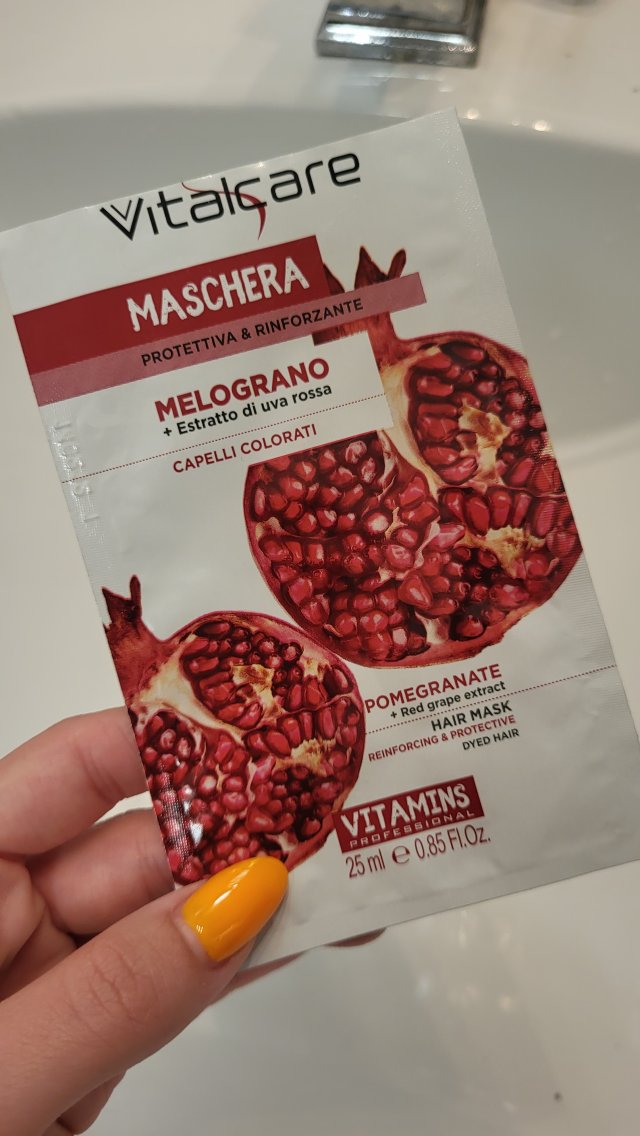 Vitalcare
MASCHERA
PROTETTIVA & RINFORZANTE
MELOGRANO
+ Estratto di uva rossa
CAPELLI COLORATI
POMEGRANATE
+ Red grape extract
HAIR MASK
REINFORCING & PROTECTIVE
DYED HAIR
VITAMINS
PROFESSIONAL
25 ml e 0.85 Fl.Oz.